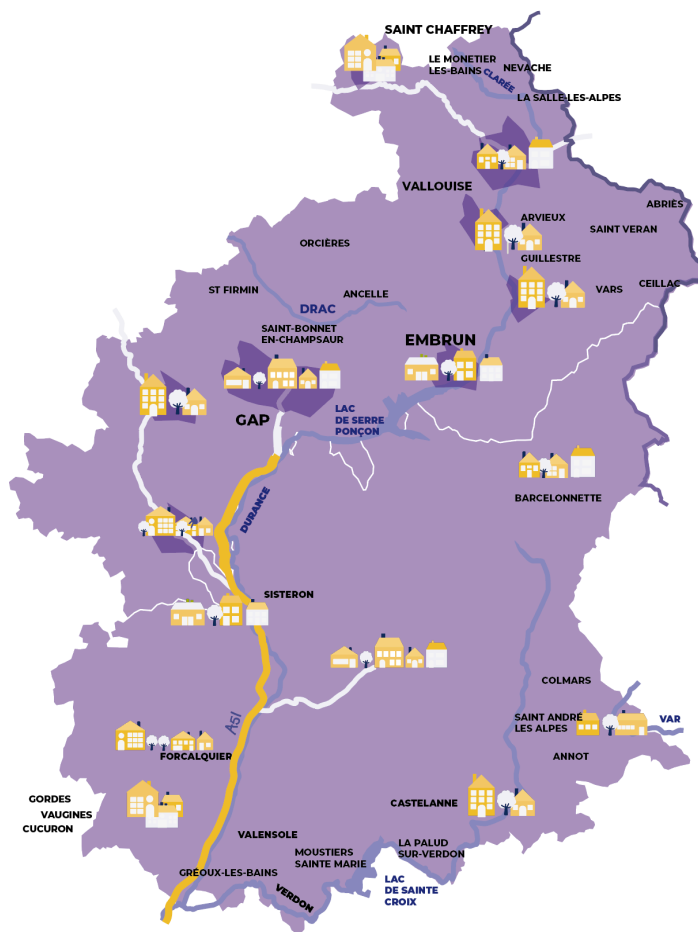 SAINT CHAFFREY
LE MONETIER
LES-BAINS
NEVACHE
CLARÉE
LA SALLE-LES-ALPES
VALLOUISE
ABRIÈS
ARVIEUX
SAINT VERAN
ORCIÈRES
GUILLESTRE
ST FIRMIN
ANCELLE
VARS
CEILLAC
DRAC
SAINT-BONNET
EN-CHAMPSAUR
EMBRUN
GAP
LAC
DE SERRE
PONÇON
DURANCE
BARCELONNETTE
SISTERON
COLMARS
A51
SAINT ANDRÉ
LES ALPES
VAR
FORCALQUIER
ANNOT
GORDES
VAUGINES
CUCURON
CASTELANNE
VALENSOLE
MOUSTIERS
SAINTE MARIE
LA PALUD
SUR-VERDON
GRÉOUX-LES-BAINS
VERDON
LAC
DE SAINTE
CROIX